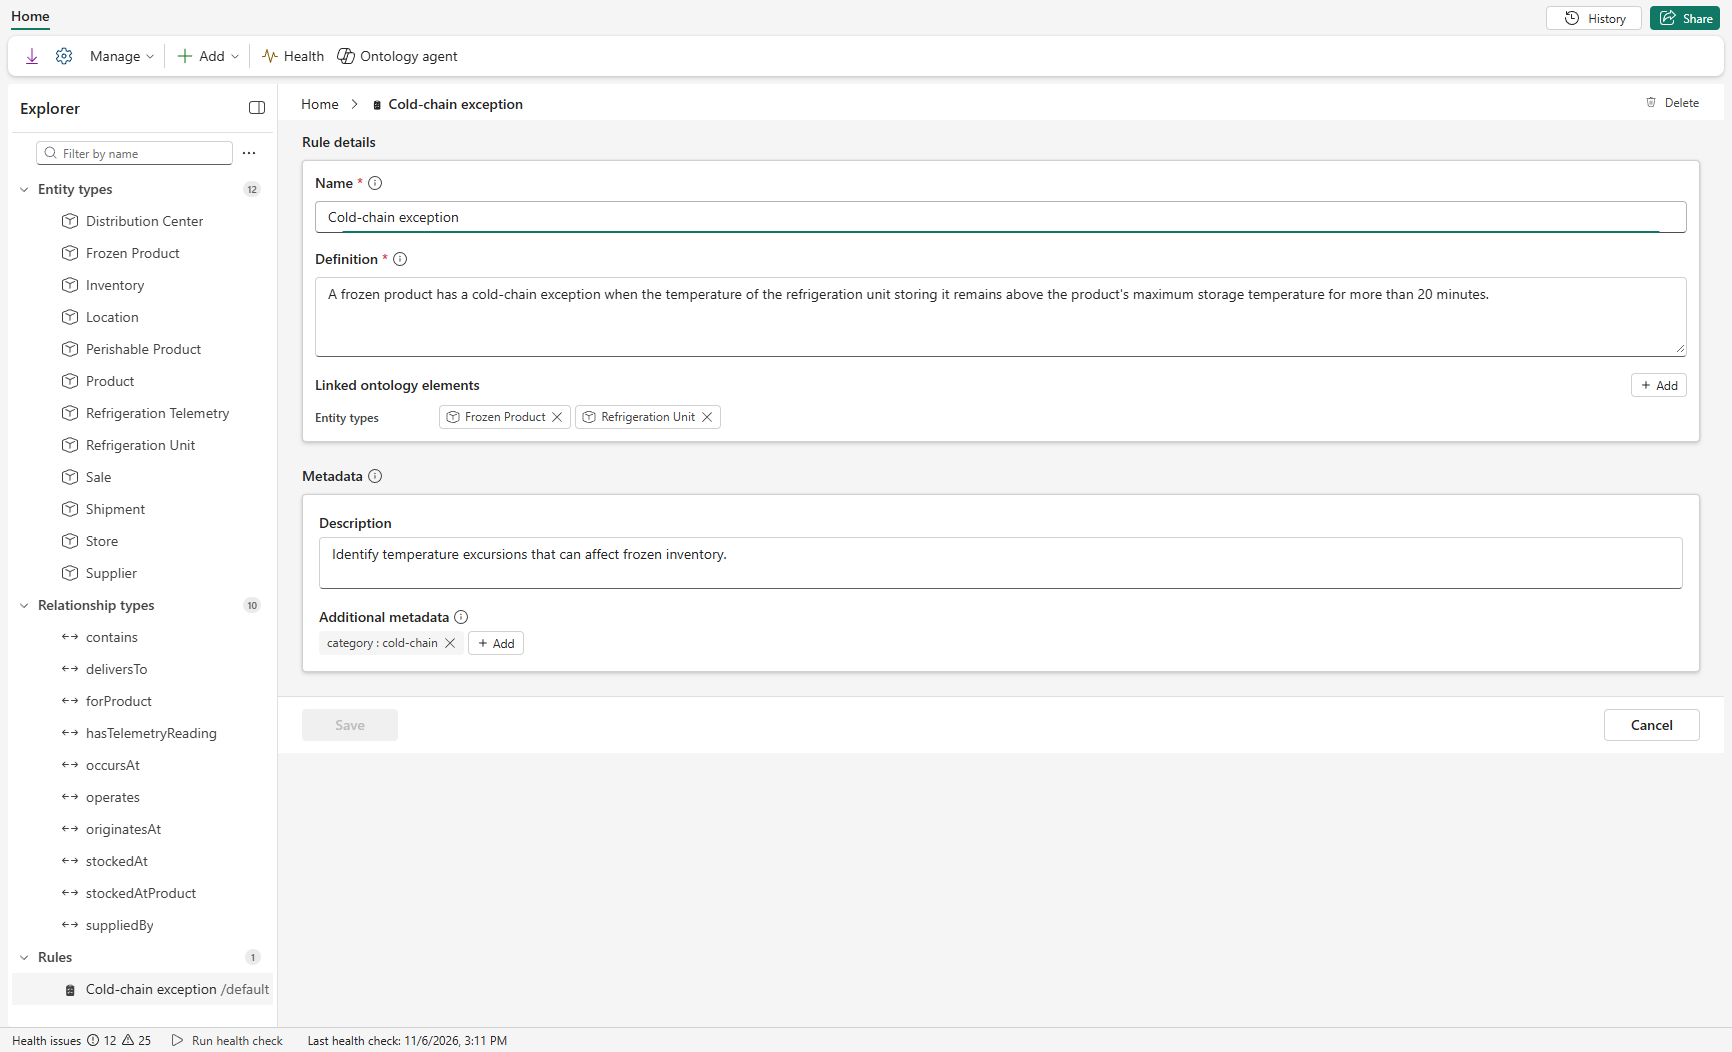 Home
History
Share
Manage
Add
Health
Ontology agent
Explorer
Filter by name
Entity types 12
Distribution Center
Frozen Product
Inventory
Location
Perishable Product
Product
Refrigeration Telemetry
Refrigeration Unit
Sale
Shipment
Store
Supplier
Relationship types 10
contains
deliversTo
forProduct
hasTelemetryReading
occursAt
operates
originatesAt
stockedAt
stockedAtProduct
suppliedBy
Rules 1
Cold-chain exception /default
Home > Cold-chain exception
Delete
Rule details
Name *
Cold-chain exception
Definition *
A frozen product has a cold-chain exception when the temperature of the refrigeration unit storing it remains above the product's maximum storage temperature for more than 20 minutes.
Linked ontology elements
+ Add
Entity types
Frozen Product
Refrigeration Unit
Metadata
Description
Identify temperature excursions that can affect frozen inventory.
Additional metadata
category : cold-chain
+ Add
Save
Cancel
Health issues 12 25
Run health check
Last health check: 11/6/2026, 3:11 PM